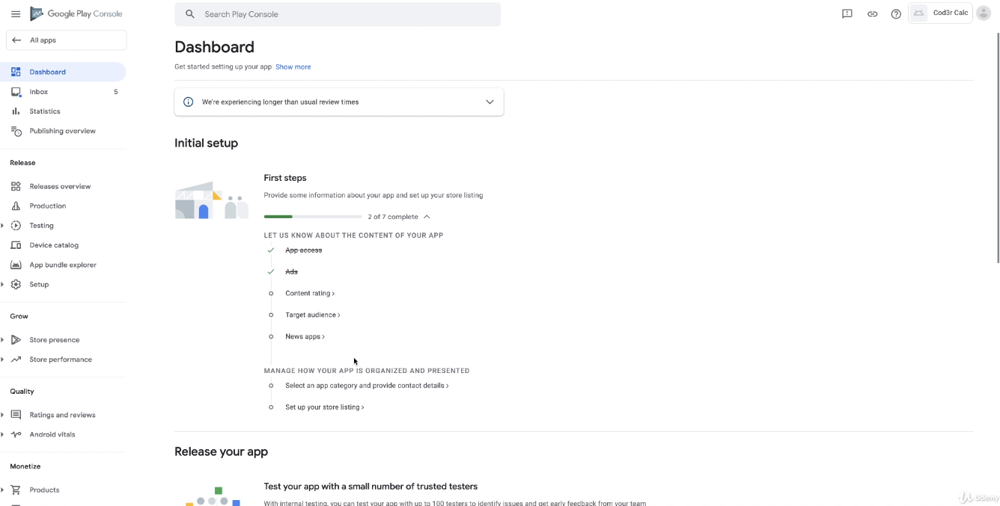 Google Play Console
Search Play Console
Cod3r Calc
All apps
Dashboard
Inbox 5
Statistics
Publishing overview
Release
Releases overview
Production
Testing
Device catalog
App bundle explorer
Setup
Grow
Store presence
Store performance
Quality
Ratings and reviews
Android vitals
Monetize
Products
Dashboard
Get started setting up your app Show more
We're experiencing longer than usual review times
Initial setup
First steps
Provide some information about your app and set up your store listing
2 of 7 complete
LET US KNOW ABOUT THE CONTENT OF YOUR APP
App access
Ads
Content rating ›
Target audience ›
News apps ›
MANAGE HOW YOUR APP IS ORGANIZED AND PRESENTED
Select an app category and provide contact details ›
Set up your store listing ›
Release your app
Test your app with a small number of trusted testers
With internal testing, you can test your app with up to 100 testers to identify issues and get early feedback from your team
Udemy